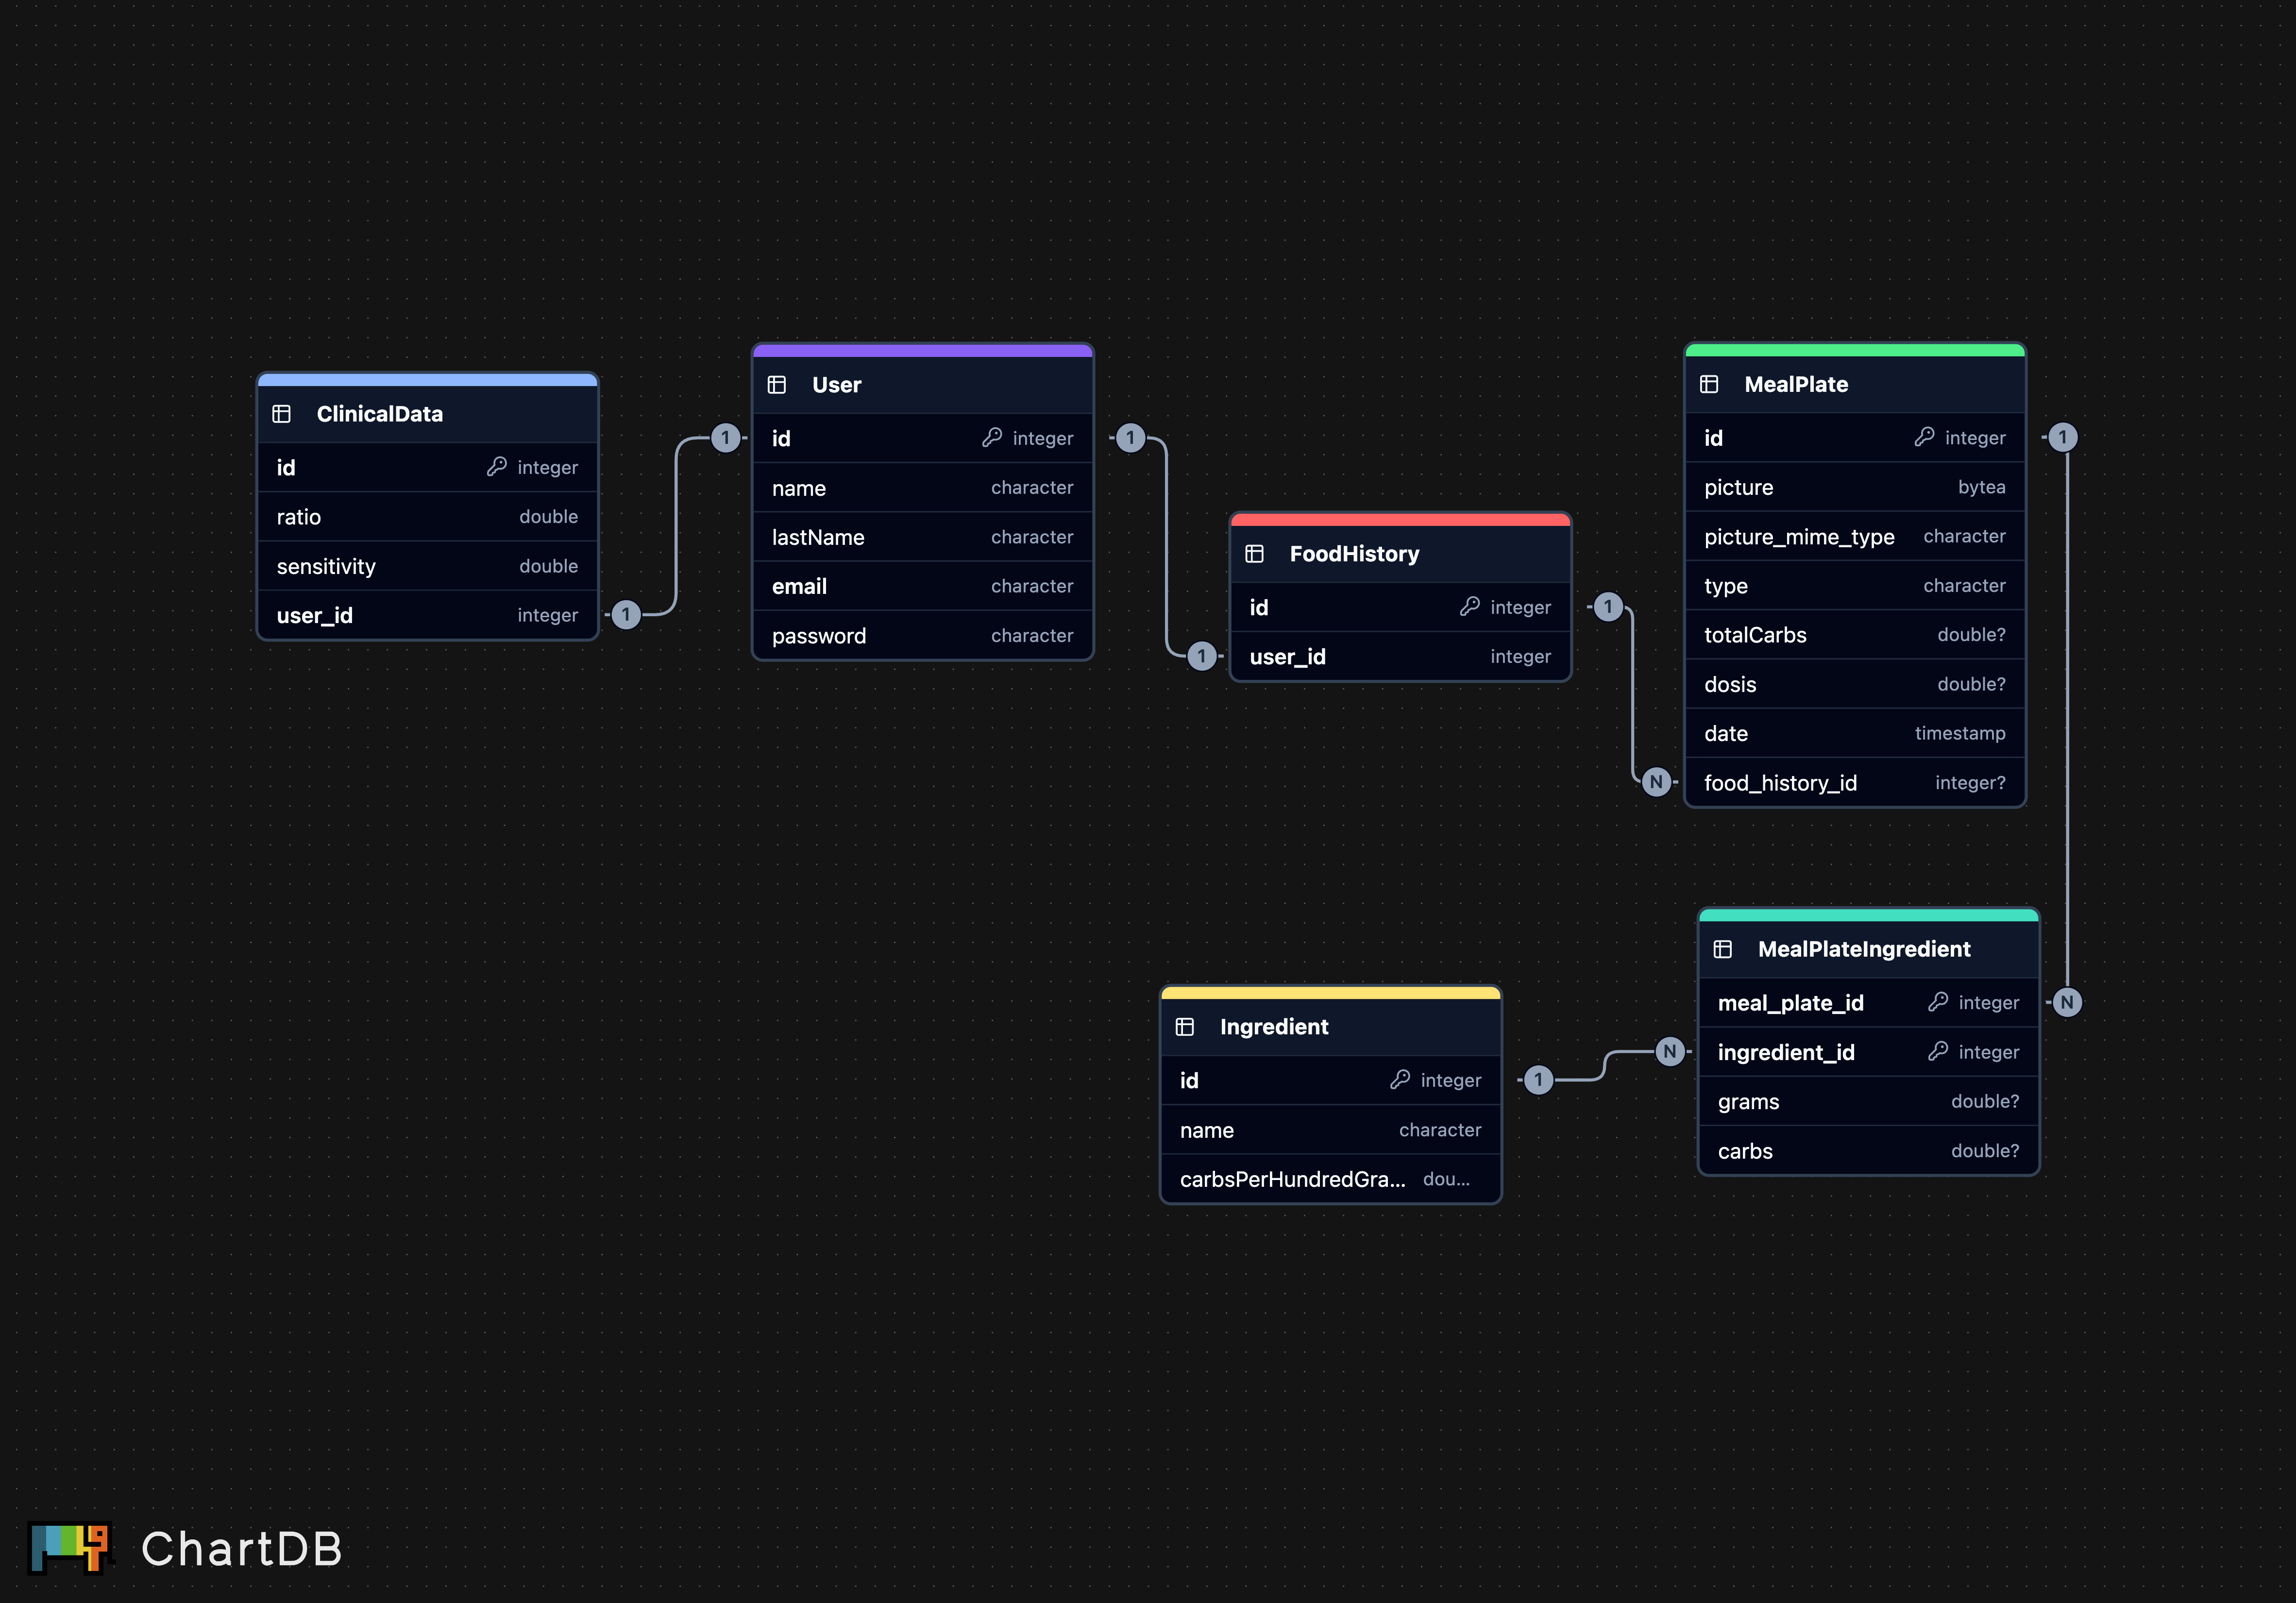 ClinicalData
id integer
ratio double
sensitivity double
user_id integer
1
1
User
id integer
name character
lastName character
email character
password character
1
1
FoodHistory
id integer
user_id integer
1
N
MealPlate
id integer
picture bytea
picture_mime_type character
type character
totalCarbs double?
dosis double?
date timestamp
food_history_id integer?
1
N
MealPlateIngredient
meal_plate_id integer
ingredient_id integer
grams double?
carbs double?
Ingredient
id integer
name character
carbsPerHundredGra... dou...
1
N
ChartDB